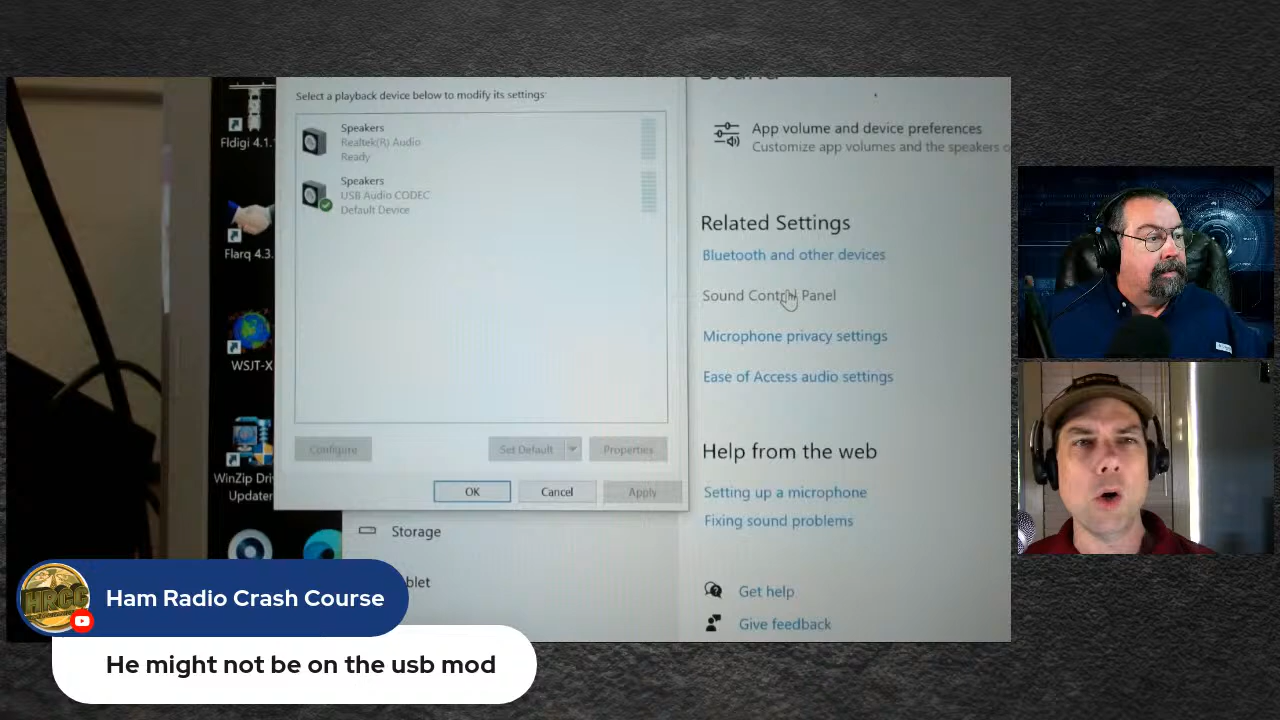 Sound
Select a playback device below to modify its settings:
Speakers
Realtek(R) Audio
Ready
Speakers
USB Audio CODEC
Default Device
Configure
Set Default
Properties
OK
Cancel
Apply
Fldigi 4.1.
Flarq 4.3.
WSJT-X
WinZip Dri
Updater
App volume and device preferences
Customize app volumes and the speakers o
Related Settings
Bluetooth and other devices
Sound Control Panel
Microphone privacy settings
Ease of Access audio settings
Help from the web
Setting up a microphone
Fixing sound problems
Get help
Give feedback
Storage
blet
HRCC
Ham Radio Crash Course
He might not be on the usb mod